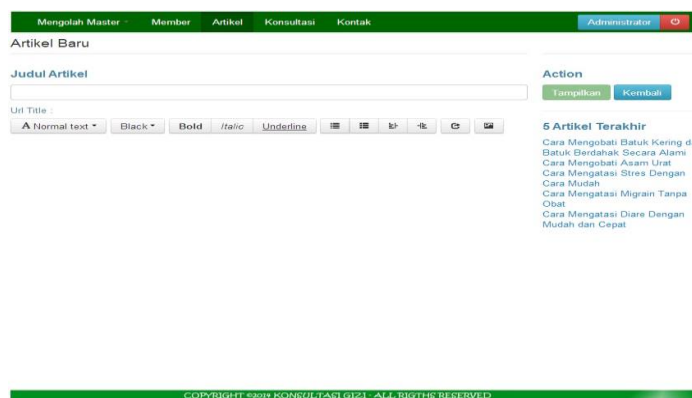 Mengolah Master Member Artikel Konsultasi Kontak Administrator
Artikel Baru
Judul Artikel
Url Title :
A Normal text Black Bold Italic Underline
Action
Tampilkan Kembali
5 Artikel Terakhir
Cara Mengobati Batuk Kering d
Batuk Berdahak Secara Alami
Cara Mengobati Asam Urat
Cara Mengatasi Stres Dengan
Cara Mudah
Cara Mengatasi Migrain Tanpa
Obat
Cara Mengatasi Diare Dengan
Mudah dan Cepat
COPYRIGHT ©2014 KONSULTASI GIZI - ALL RIGTHS RESERVED